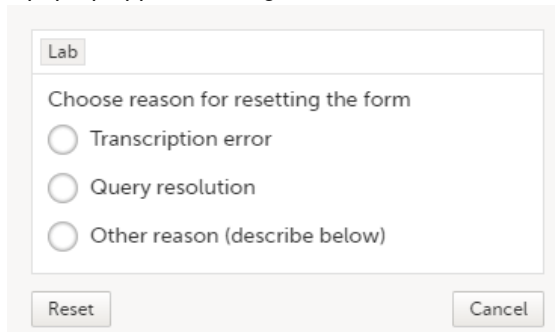 Lab
Choose reason for resetting the form
Transcription error
Query resolution
Other reason (describe below)
Reset Cancel